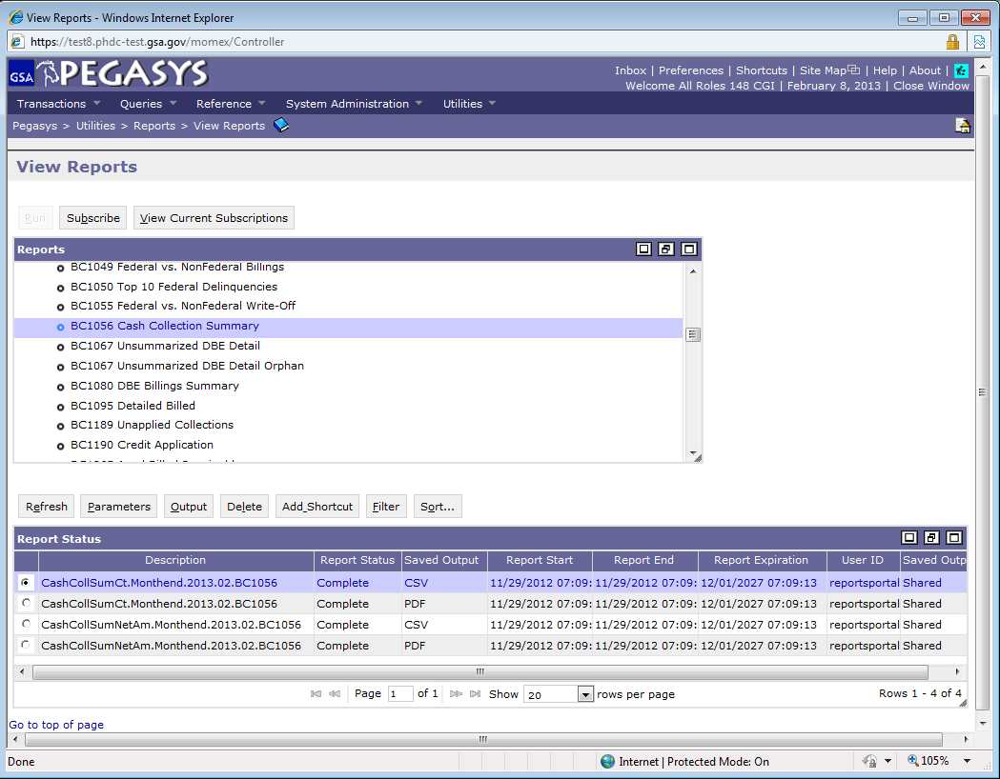 View Reports - Windows Internet Explorer
https://test8.phdc-test.gsa.gov/momex/Controller
GSA PEGASYS
Inbox | Preferences | Shortcuts | Site Map | Help | About |
Welcome All Roles 148 CGI | February 8, 2013 | Close Window
Transactions Queries Reference System Administration Utilities
Pegasys > Utilities > Reports > View Reports
View Reports
Run Subscribe View Current Subscriptions
Reports
BC1049 Federal vs. NonFederal Billings
BC1050 Top 10 Federal Delinquencies
BC1055 Federal vs. NonFederal Write-Off
BC1056 Cash Collection Summary
BC1067 Unsummarized DBE Detail
BC1067 Unsummarized DBE Detail Orphan
BC1080 DBE Billings Summary
BC1095 Detailed Billed
BC1189 Unapplied Collections
BC1190 Credit Application
Refresh Parameters Output Delete Add Shortcut Filter Sort...
Report Status
Description Report Status Saved Output Report Start Report End Report Expiration User ID Saved Outp
CashCollSumCt.Monthend.2013.02.BC1056 Complete CSV 11/29/2012 07:09: 11/29/2012 07:09: 12/01/2027 07:09:13 reportsportal Shared
CashCollSumCt.Monthend.2013.02.BC1056 Complete PDF 11/29/2012 07:09: 11/29/2012 07:09: 12/01/2027 07:09:13 reportsportal Shared
CashCollSumNetAm.Monthend.2013.02.BC1056 Complete CSV 11/29/2012 07:09: 11/29/2012 07:09: 12/01/2027 07:09:13 reportsportal Shared
CashCollSumNetAm.Monthend.2013.02.BC1056 Complete PDF 11/29/2012 07:09: 11/29/2012 07:09: 12/01/2027 07:09:13 reportsportal Shared
Page 1 of 1 Show 20 rows per page Rows 1 - 4 of 4
Go to top of page
Done Internet | Protected Mode: On 105%